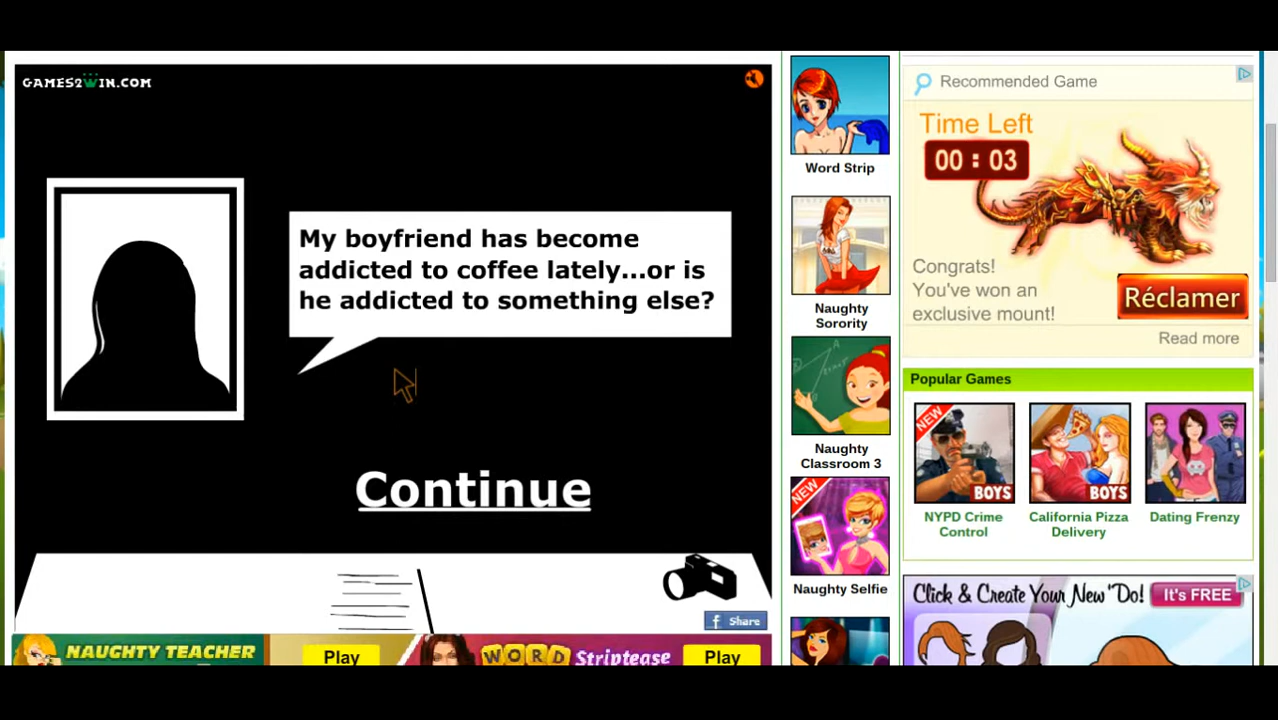 GAMES2WIN.COM
My boyfriend has become
addicted to coffee lately...or is
he addicted to something else?
Continue
Share
NAUGHTY TEACHER
Play
WORD Striptease
Play
Word Strip
Naughty
Sorority
Naughty
Classroom 3
NEW
Naughty Selfie
Recommended Game
Time Left
00 : 03
Congrats!
You've won an
exclusive mount!
Réclamer
Read more
Popular Games
NEW
BOYS
NYPD Crime
Control
BOYS
California Pizza
Delivery
Dating Frenzy
Click & Create Your New 'Do!
It's FREE